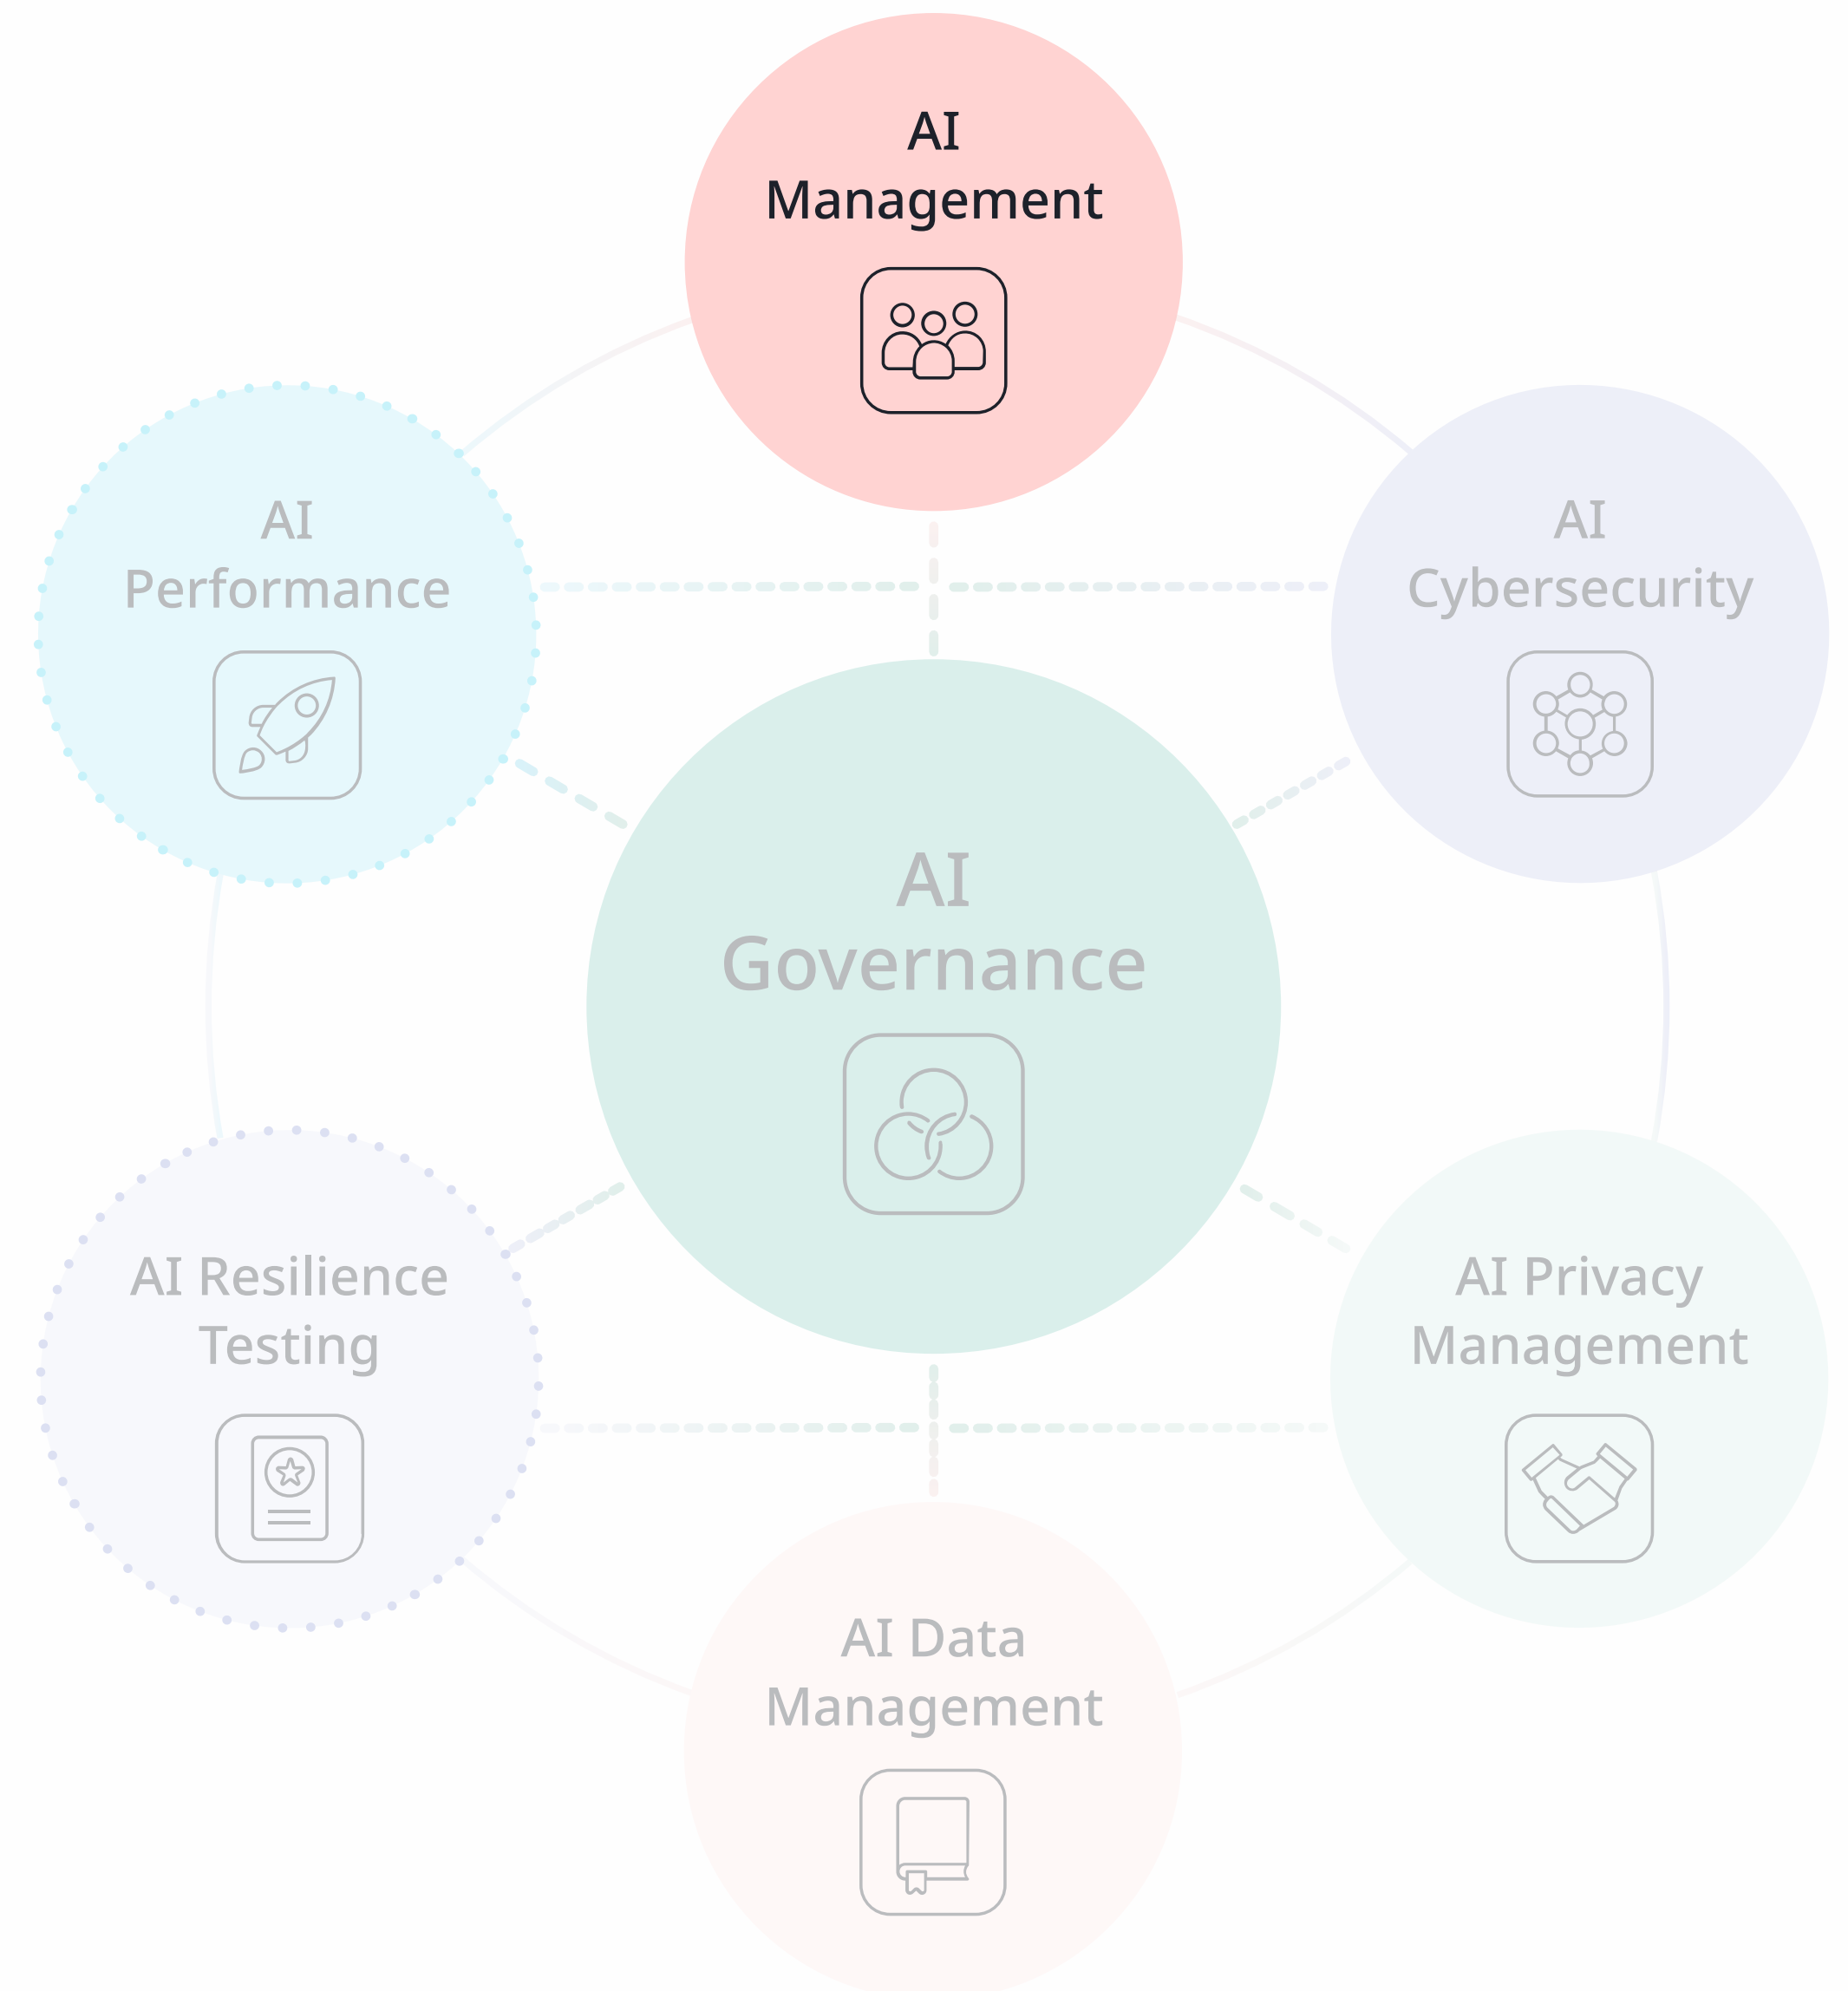 AI
Management
AI
Performance
AI
Cybersecurity
AI
Governance
AI Resilience
Testing
AI Privacy
Management
AI Data
Management